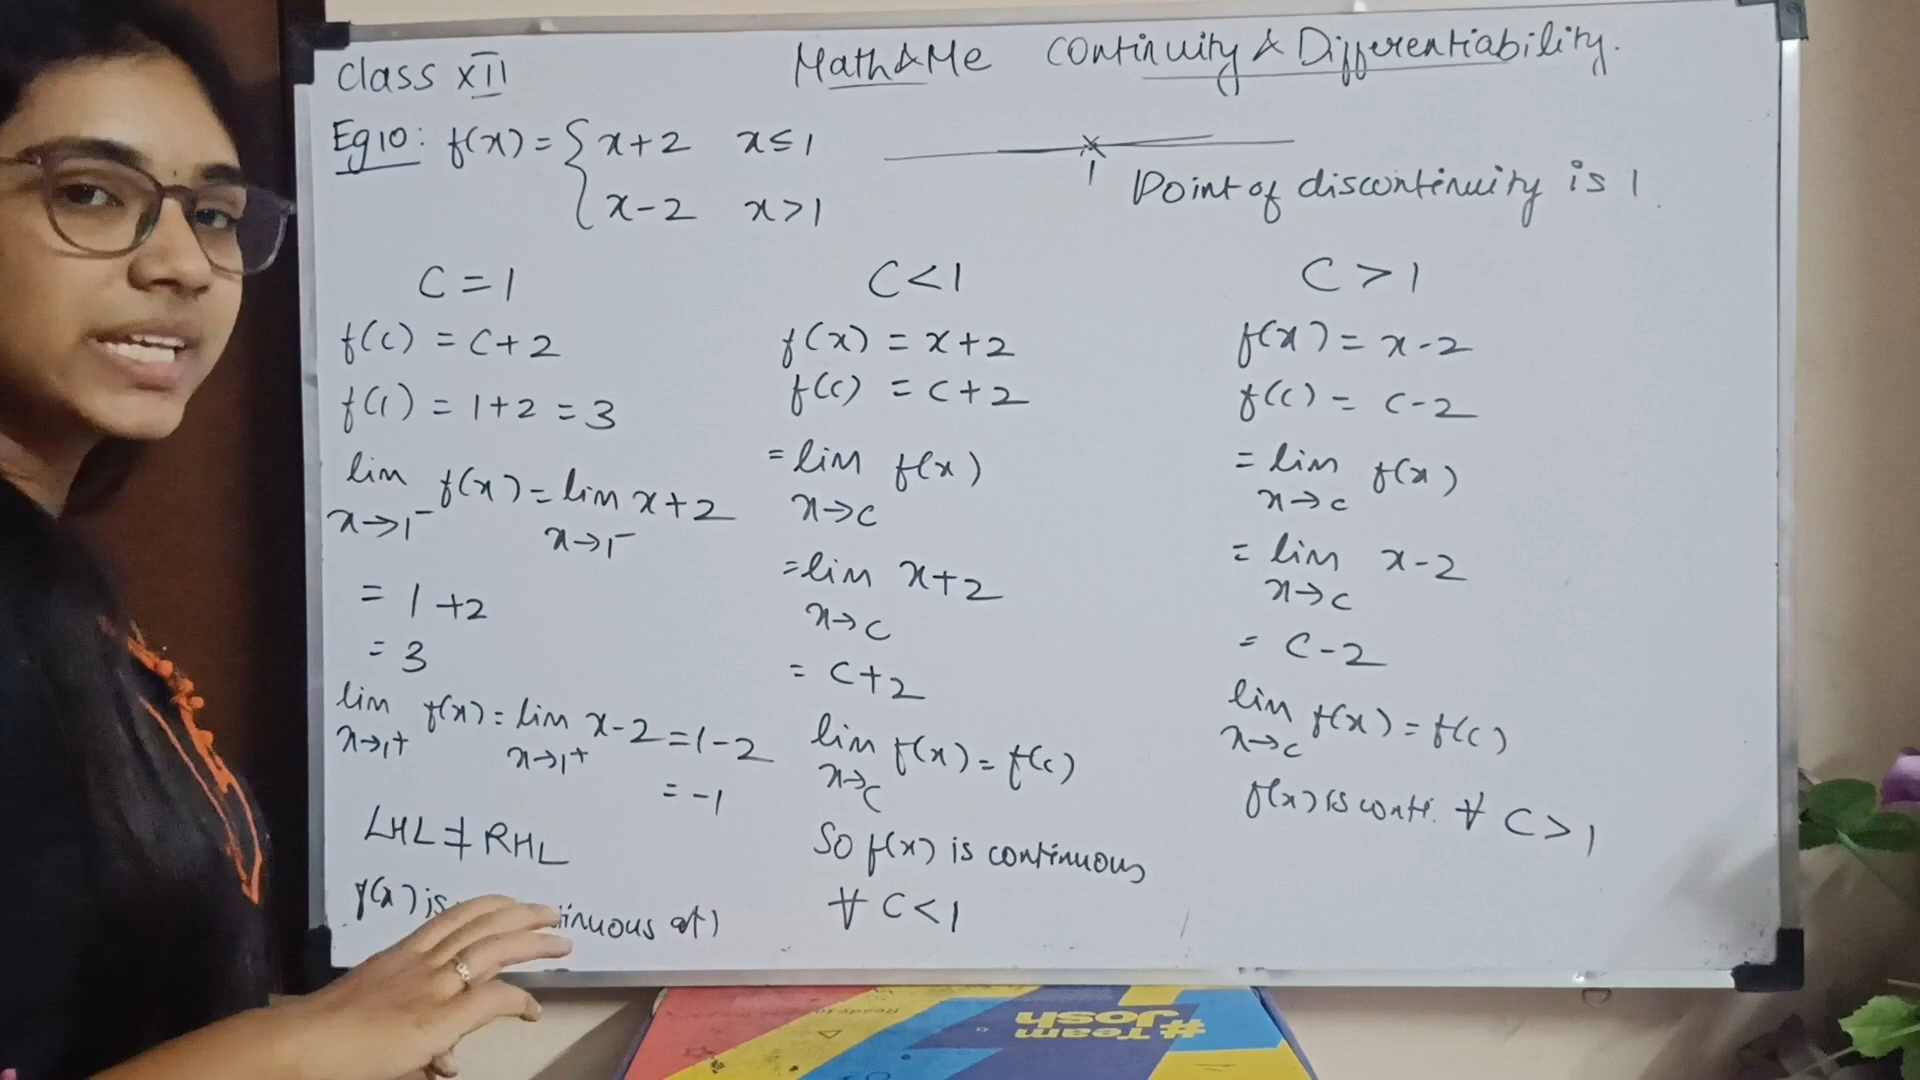 Class XII
Math&Me
Continuity & Differentiability.
Eg10: f(x) = { x+2  x≤1
x-2  x>1
1
Point of discontinuity is 1.
C = 1
f(c) = c+2
f(1) = 1+2 = 3
lim f(x) = lim x+2
x→1⁻ x→1⁻
= 1+2
= 3
lim f(x) = lim x-2 = 1-2
x→1+ x→1+
= -1
LHL ≠ RHL
f(x) is
inuous at 1
C<1
f(x) = x+2
f(c) = c+2
= lim f(x)
x→c
= lim x+2
x→c
= c+2
lim f(x) = f(c)
x→c
So f(x) is continuous
∀ C<1
C > 1
f(x) = x-2
f(c) = c-2
= lim f(x)
x→c
= lim x-2
x→c
= c-2
lim f(x) = f(c)
x→c
f(x) is conti. ∀ C>1
#Team
Josh